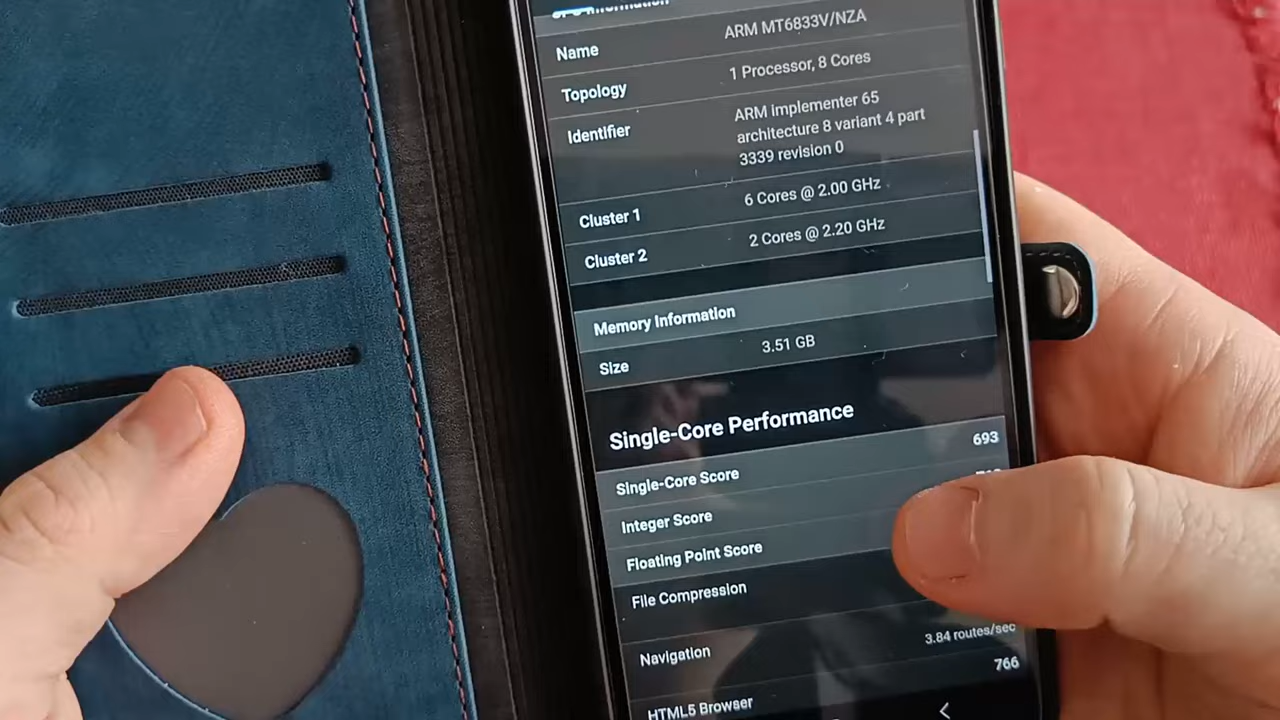 Information
Name ARM MT6833V/NZA
Topology 1 Processor, 8 Cores
Identifier ARM implementer 65
architecture 8 variant 4 part
3339 revision 0
Cluster 1 6 Cores @ 2.00 GHz
Cluster 2 2 Cores @ 2.20 GHz
Memory Information
Size 3.51 GB
Single-Core Performance
Single-Core Score 693
Integer Score
Floating Point Score
File Compression
Navigation 3.84 routes/sec
HTML5 Browser 766